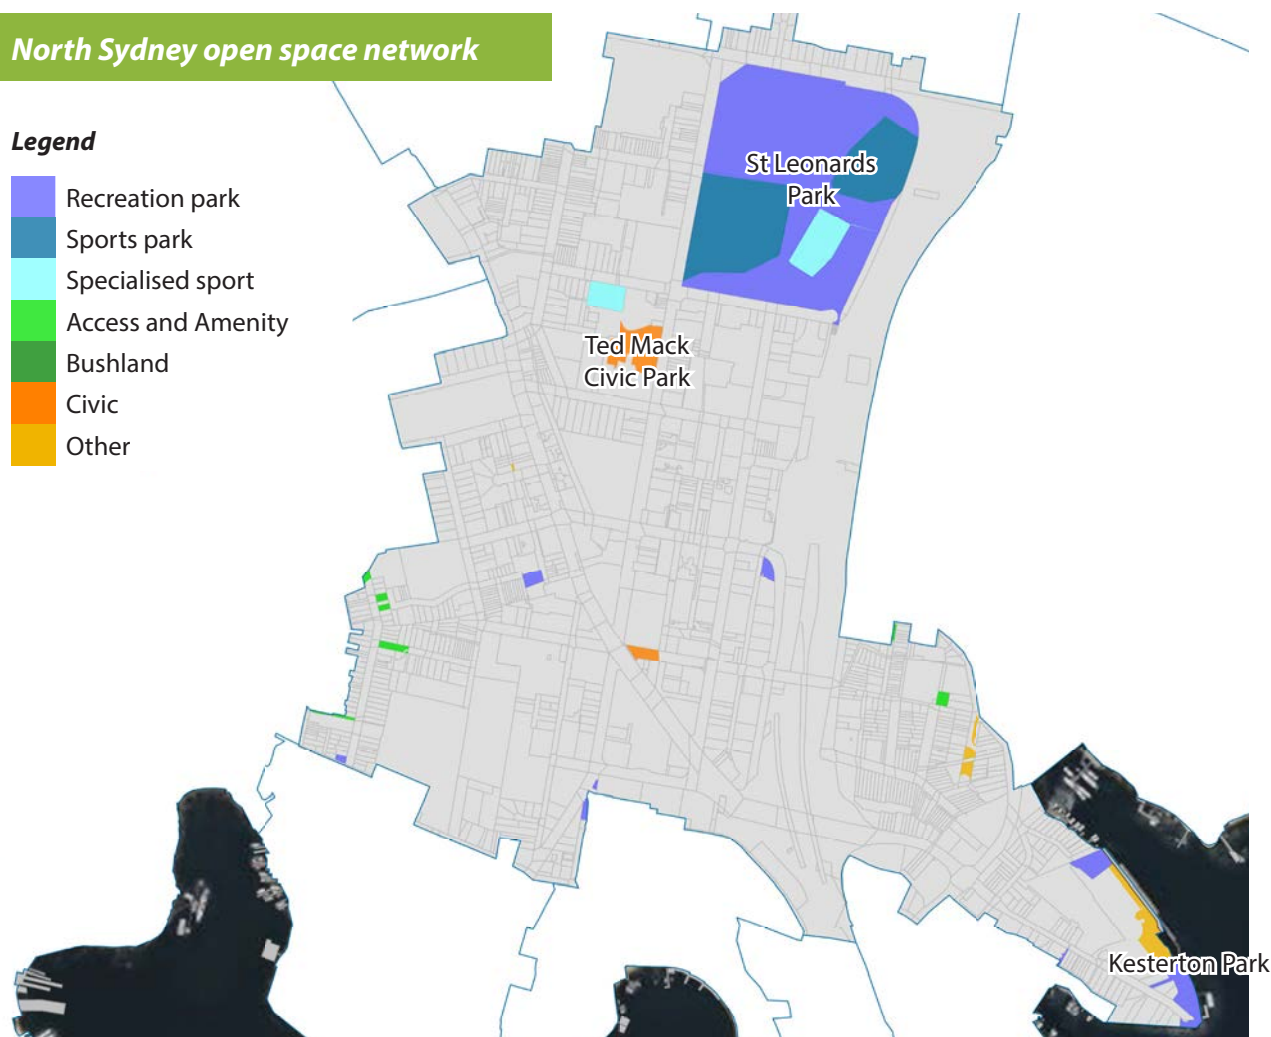 North Sydney open space network
Legend
Recreation park
Sports park
Specialised sport
Access and Amenity
Bushland
Civic
Other
St Leonards
Park
Ted Mack
Civic Park
Kesterton Park